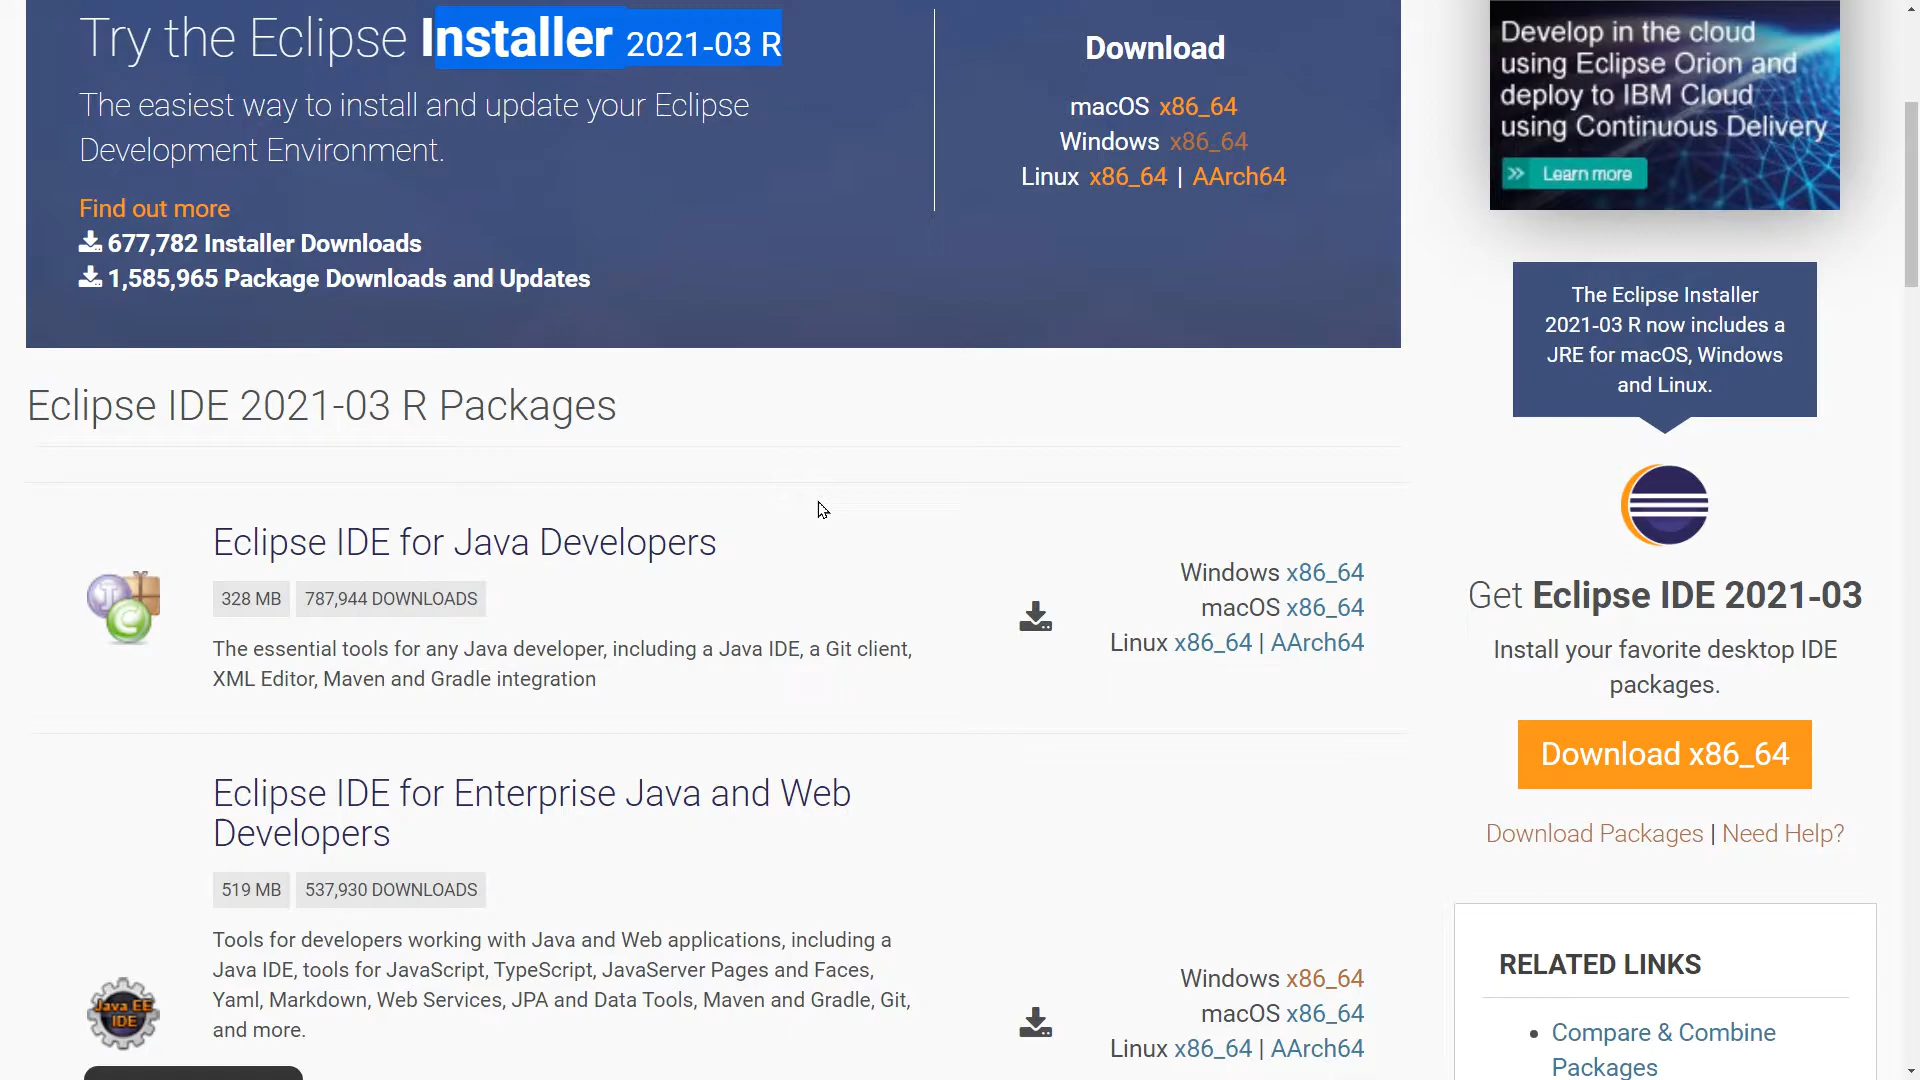 Try the Eclipse Installer 2021-03 R
The easiest way to install and update your Eclipse
Development Environment.
Find out more
677,782 Installer Downloads
1,585,965 Package Downloads and Updates
Download
macOS x86_64
Windows x86_64
Linux x86_64 | AArch64
Develop in the cloud
using Eclipse Orion and
deploy to IBM Cloud
using Continuous Delivery
Learn more
The Eclipse Installer
2021-03 R now includes a
JRE for macOS, Windows
and Linux.
Eclipse IDE 2021-03 R Packages
Eclipse IDE for Java Developers
328 MB 787,944 DOWNLOADS
The essential tools for any Java developer, including a Java IDE, a Git client,
XML Editor, Maven and Gradle integration
Windows x86_64
macOS x86_64
Linux x86_64 | AArch64
Eclipse IDE for Enterprise Java and Web
Developers
519 MB 537,930 DOWNLOADS
Tools for developers working with Java and Web applications, including a
Java IDE, tools for JavaScript, TypeScript, JavaServer Pages and Faces,
Yaml, Markdown, Web Services, JPA and Data Tools, Maven and Gradle, Git,
and more.
Java EE
IDE
Windows x86_64
macOS x86_64
Linux x86_64 | AArch64
Get Eclipse IDE 2021-03
Install your favorite desktop IDE
packages.
Download x86_64
Download Packages | Need Help?
RELATED LINKS
Compare & Combine
Packages